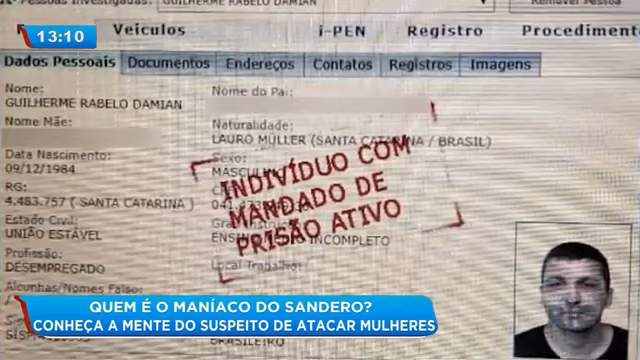 Pessoas Investigadas: GUILHERME RABELO DAMIAN Remover Pessoa
13:10
Veículos i-PEN Registro Procedimento
Dados Pessoais Documentos Endereços Contatos Registros Imagens
Nome:
GUILHERME RABELO DAMIAN
Nome do Pai:
Nome Mãe:
Naturalidade:
LAURO MÜLLER (SANTA CATARINA / BRASIL)
Data Nascimento:
09/12/1984
Sexo:
RG:
4.483.757 ( SANTA CATARINA )
Estado Civil:
UNIÃO ESTÁVEL
INCOMPLETO
Profissão:
DESEMPREGADO
Local Trabalho:
INDIVÍDUO COM
MANDADO DE
PRISÃO ATIVO
Alcunhas/Nomes Falsos:
BRASILEIRO
QUEM É O MANÍACO DO SANDERO?
CONHEÇA A MENTE DO SUSPEITO DE ATACAR MULHERES